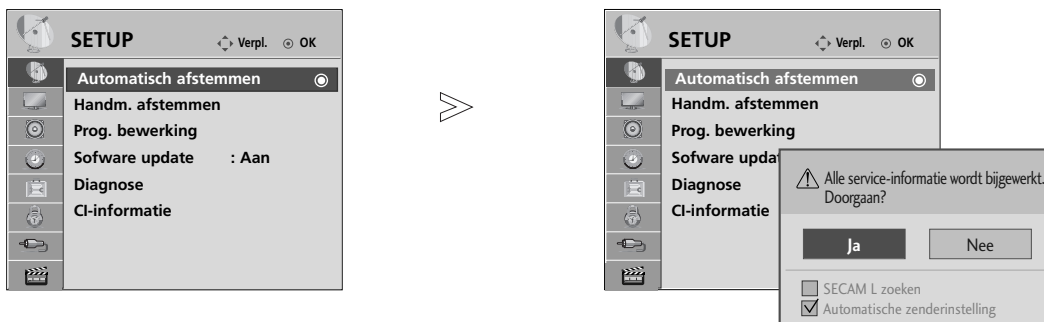 SETUP Verpl. OK
Automatisch afstemmen
Handm. afstemmen
Prog. bewerking
Sofware update : Aan
Diagnose
CI-informatie
SETUP Verpl. OK
Automatisch afstemmen
Handm. afstemmen
Prog. bewerking
Sofware updat
Diagnose
CI-informatie
Alle service-informatie wordt bijgewerkt.
Doorgaan?
Ja Nee
SECAM L zoeken
Automatische zenderinstelling